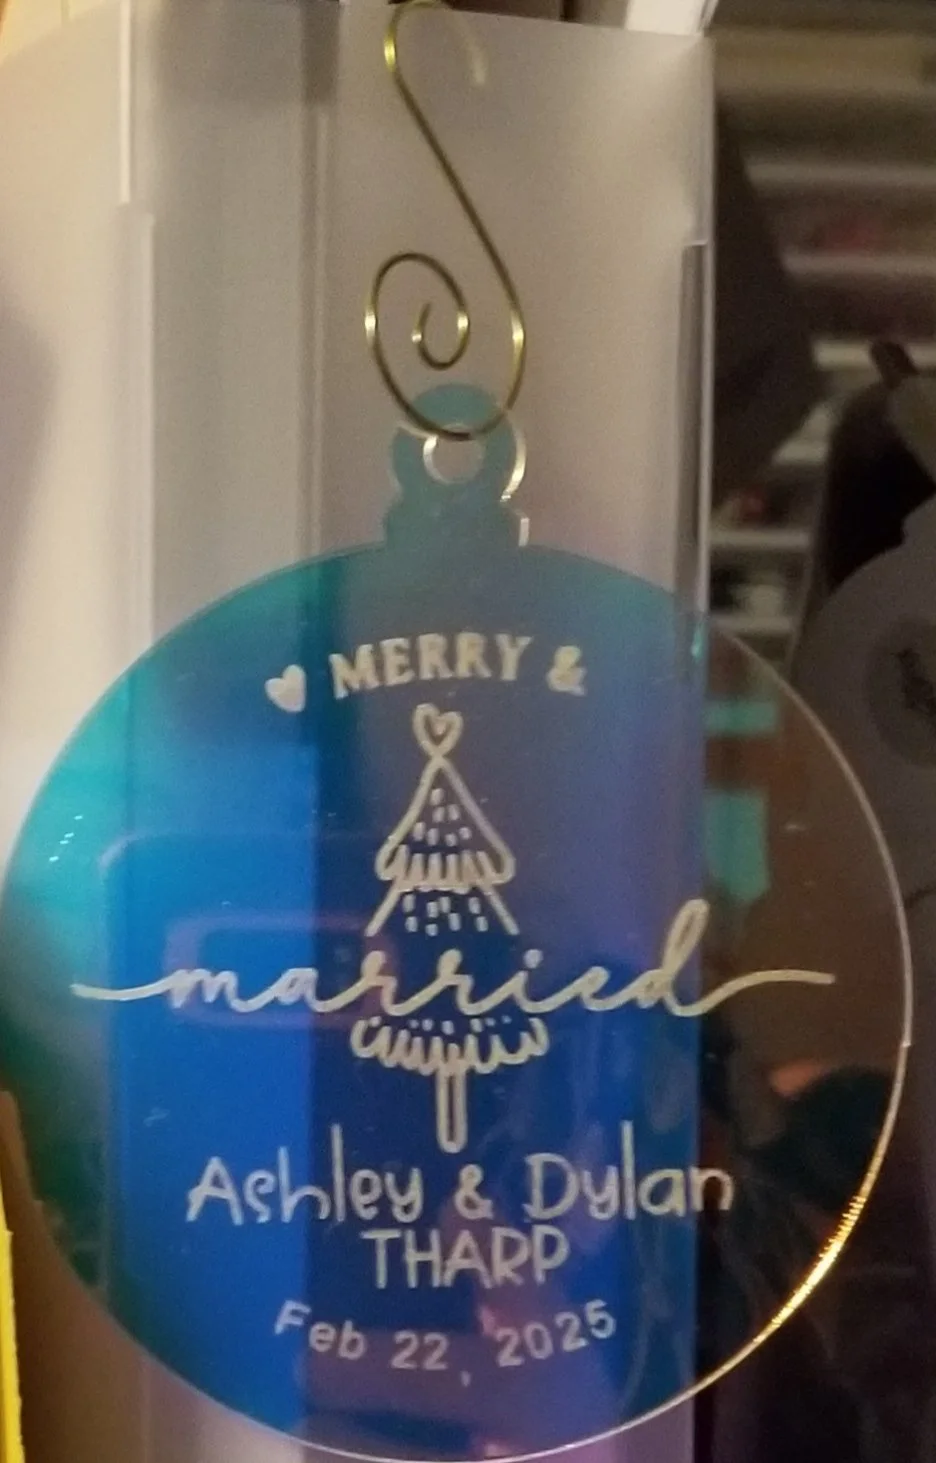 MERRY &
married
Ashley & Dylan
THARP
Feb 22, 2025